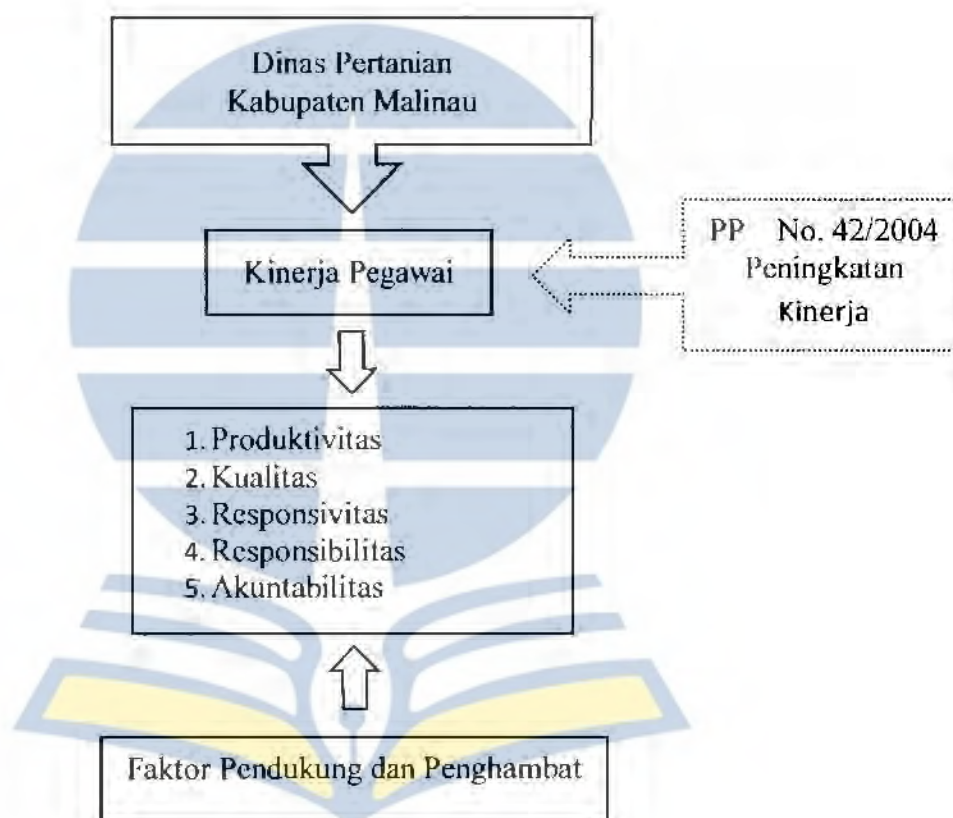 Dinas Pertanian
Kabupaten Malinau
Kinerja Pegawai
PP No. 42/2004
Peningkatan
Kinerja
1. Produktivitas
2. Kualitas
3. Responsivitas
4. Responsibilitas
5. Akuntabilitas
Faktor Pendukung dan Penghambat